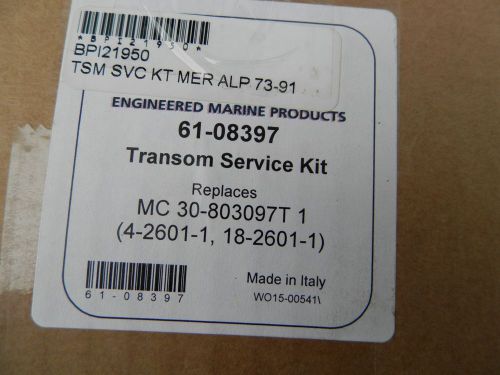 *BPI21950*
BPI21950
TSM SVC KT MER ALP 73-91
ENGINEERED MARINE PRODUCTS
61-08397
Transom Service Kit
Replaces
MC 30-803097T 1
(4-2601-1, 18-2601-1)
61-08397
Made in Italy
WO15-00541\